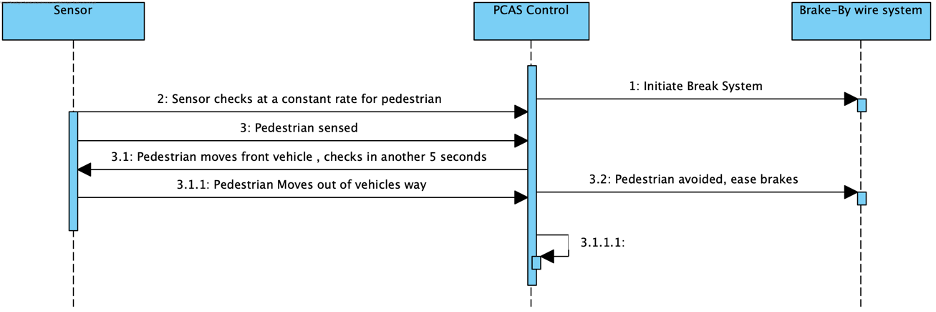 Sensor
PCAS Control
Brake-By wire system
1: Initiate Break System
2: Sensor checks at a constant rate for pedestrian
3: Pedestrian sensed
3.1: Pedestrian moves front vehicle , checks in another 5 seconds
3.1.1: Pedestrian Moves out of vehicles way
3.2: Pedestrian avoided, ease brakes
3.1.1.1: